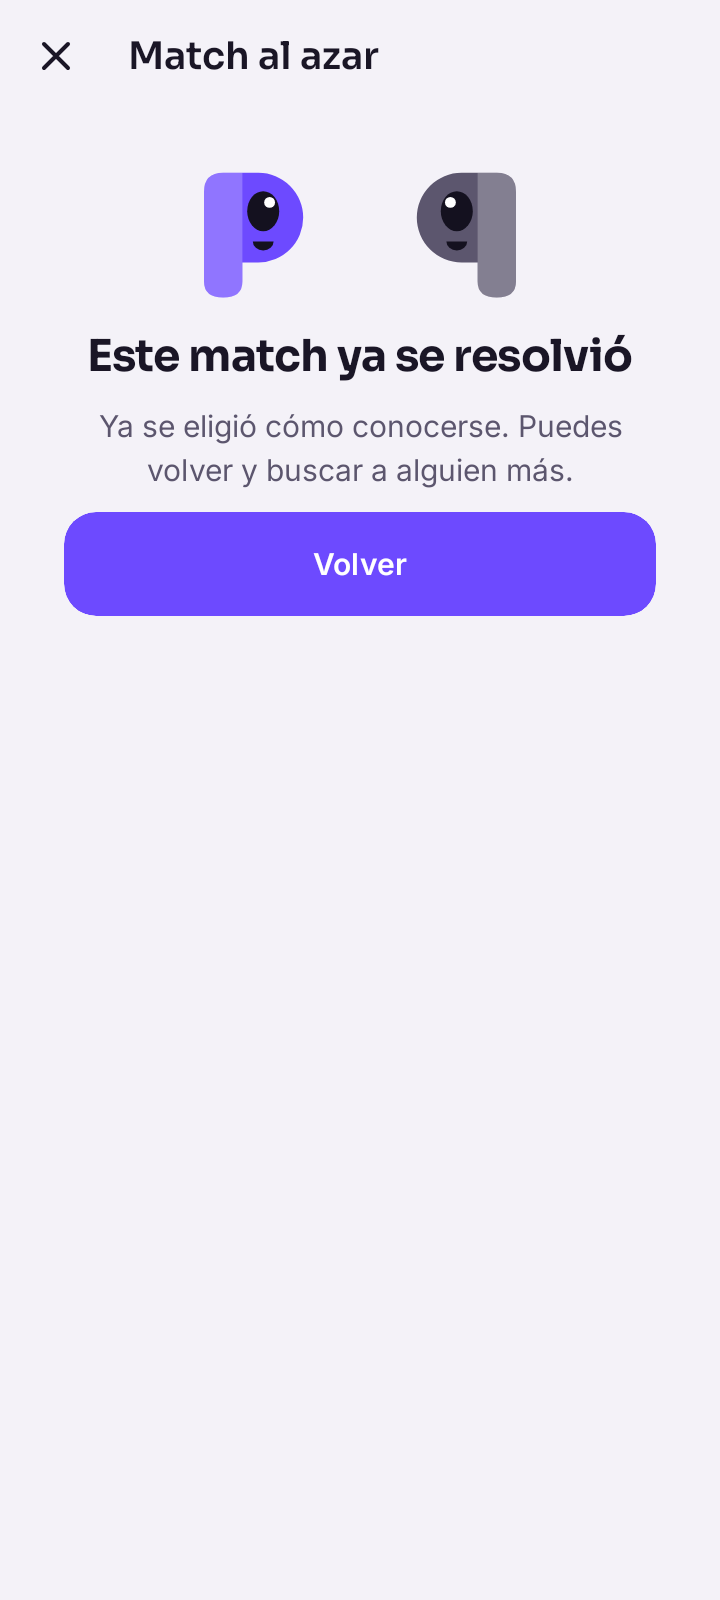 Match al azar
Este match ya se resolvió
Ya se eligió cómo conocerse. Puedes
volver y buscar a alguien más.
Volver